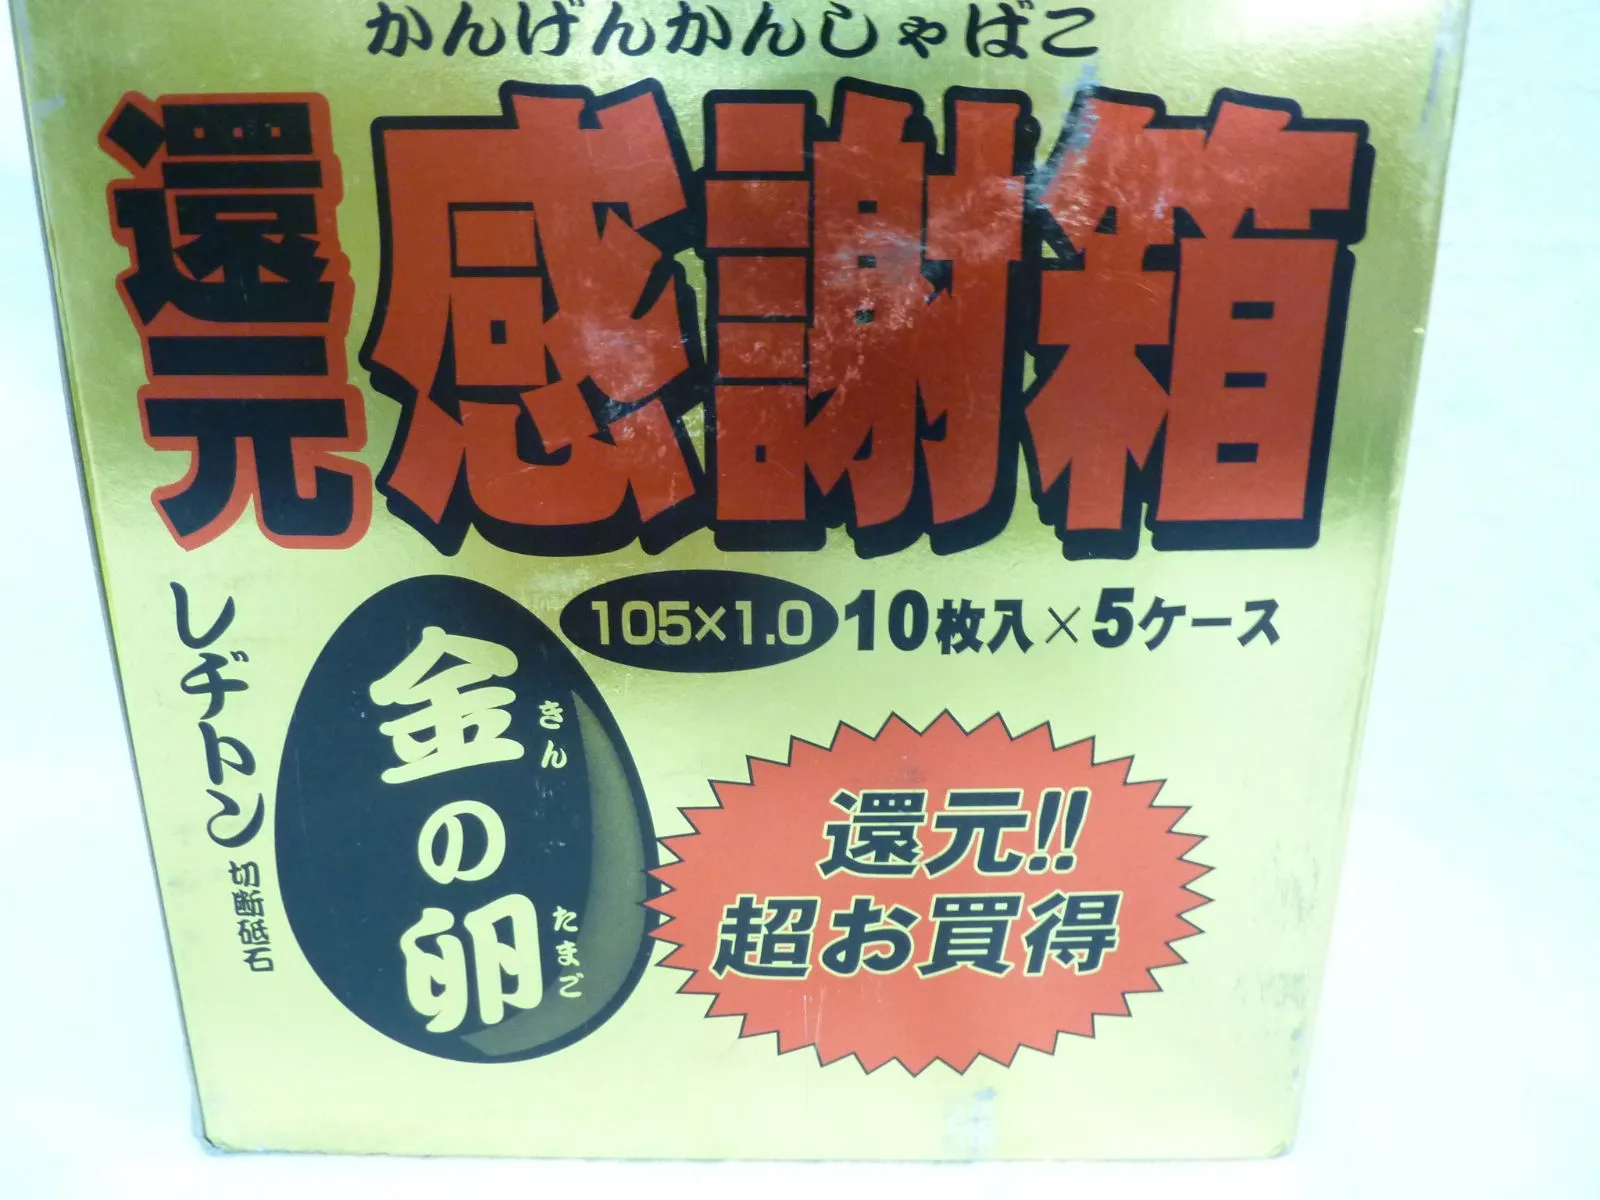 かんげんかんしゃばこ
還元
感謝箱
レヂトン
切断砥石
金の卵
きん
たまご
105×1.0
10枚入×5ケース
還元!!
超お買得